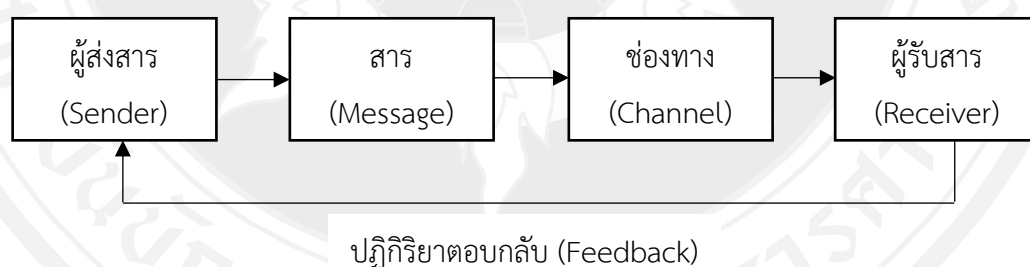 ผู้ส่งสาร
(Sender)
สาร
(Message)
ช่องทาง
(Channel)
ผู้รับสาร
(Receiver)
ปฏิกิริยาตอบกลับ (Feedback)